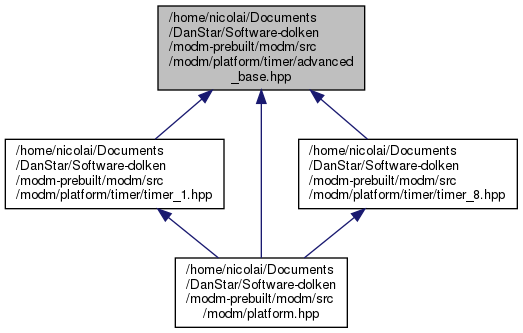 /home/nicolai/Documents
/DanStar/Software-dolken
/modm-prebuilt/modm/src
/modm/platform/timer/advanced
_base.hpp
/home/nicolai/Documents
/DanStar/Software-dolken
/modm-prebuilt/modm/src
/modm/platform/timer/timer_1.hpp
/home/nicolai/Documents
/DanStar/Software-dolken
/modm-prebuilt/modm/src
/modm/platform/timer/timer_8.hpp
/home/nicolai/Documents
/DanStar/Software-dolken
/modm-prebuilt/modm/src
/modm/platform.hpp